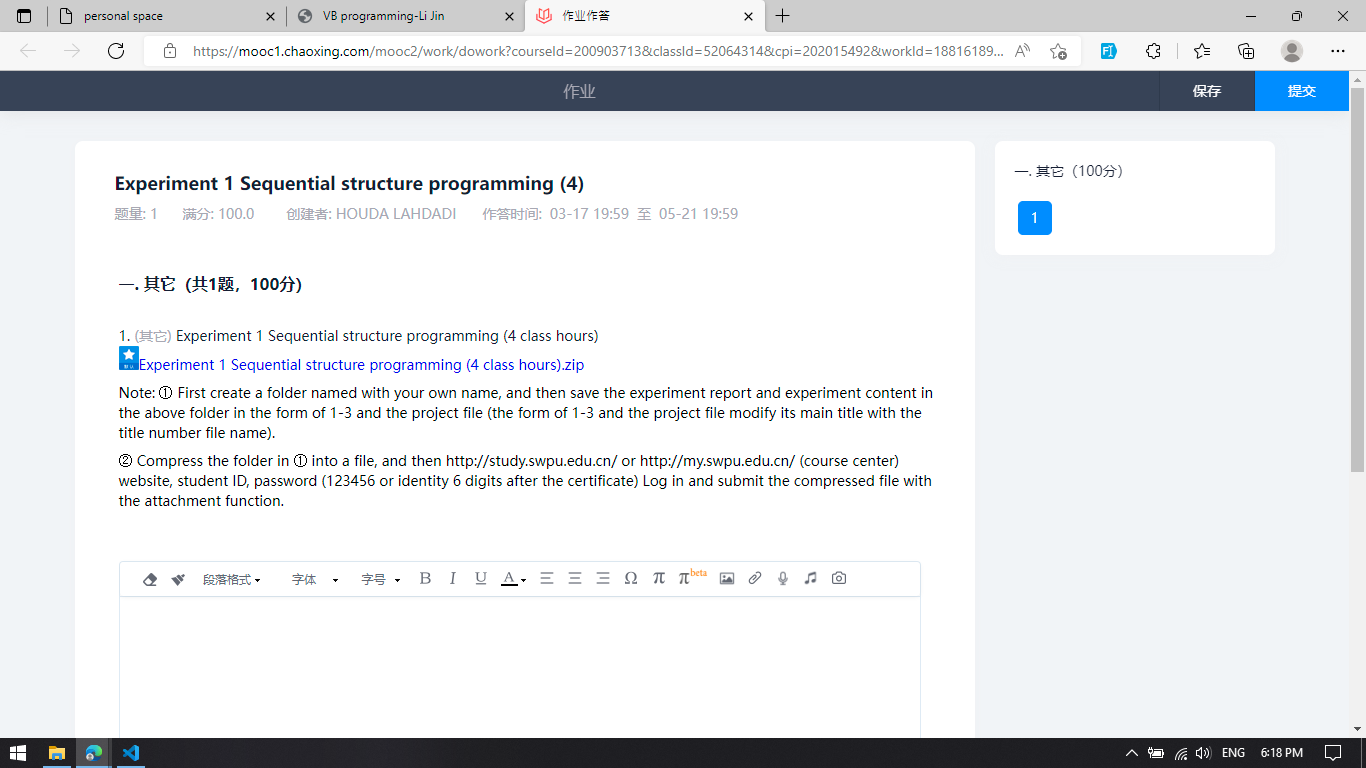 personal space
VB programming-Li Jin
作业作答
https://mooc1.chaoxing.com/mooc2/work/dowork?courseId=200903713&classId=52064314&cpi=202015492&workId=18816189...
作业
保存
提交
Experiment 1 Sequential structure programming (4)
题量: 1 满分: 100.0 创建者: HOUDA LAHDADI 作答时间: 03-17 19:59 至 05-21 19:59
一. 其它（100分）
1
一. 其它（共1题，100分）
1. (其它) Experiment 1 Sequential structure programming (4 class hours)
Experiment 1 Sequential structure programming (4 class hours).zip
Note: ① First create a folder named with your own name, and then save the experiment report and experiment content in
the above folder in the form of 1-3 and the project file (the form of 1-3 and the project file modify its main title with the
title number file name).
② Compress the folder in ① into a file, and then http://study.swpu.edu.cn/ or http://my.swpu.edu.cn/ (course center)
website, student ID, password (123456 or identity 6 digits after the certificate) Log in and submit the compressed file with
the attachment function.
段落格式 字体 字号 B I U A Ω π π beta
ENG 6:18 PM